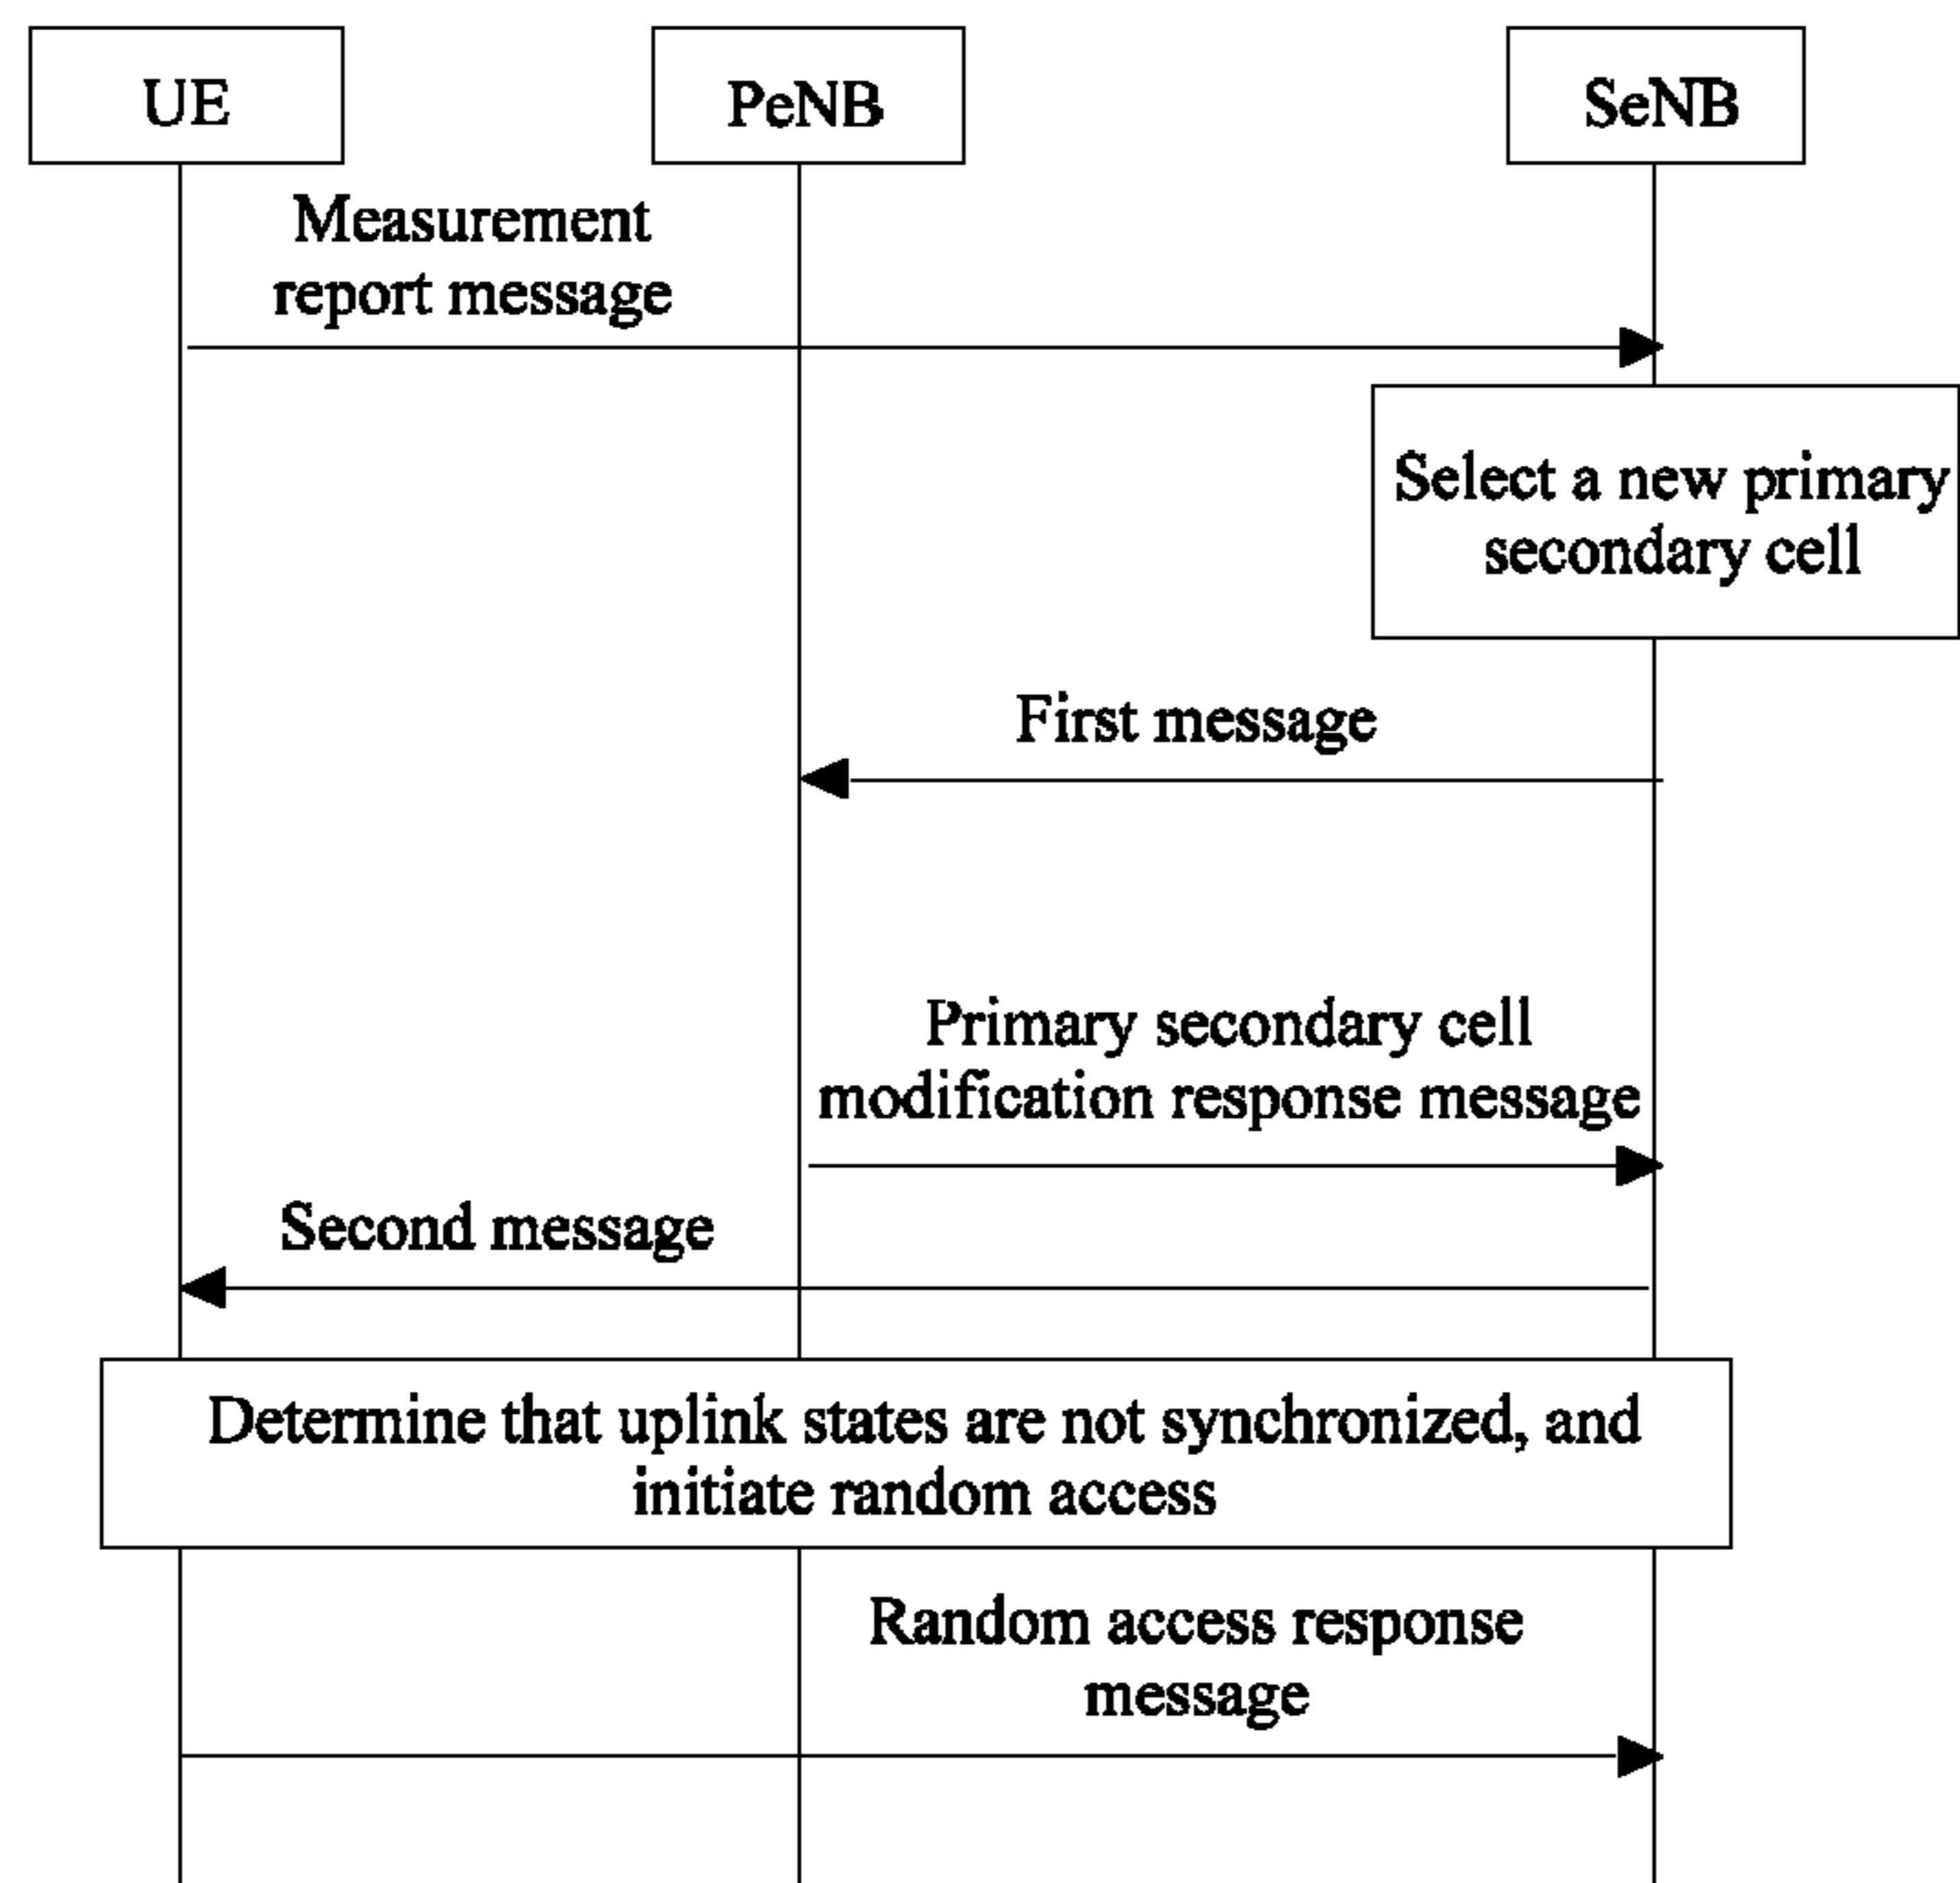 UE
PeNB
SeNB
Measurement
report message
Select a new primary
secondary cell
First message
Primary secondary cell
modification response message
Second message
Determine that uplink states are not synchronized, and
initiate random access
Random access response
message